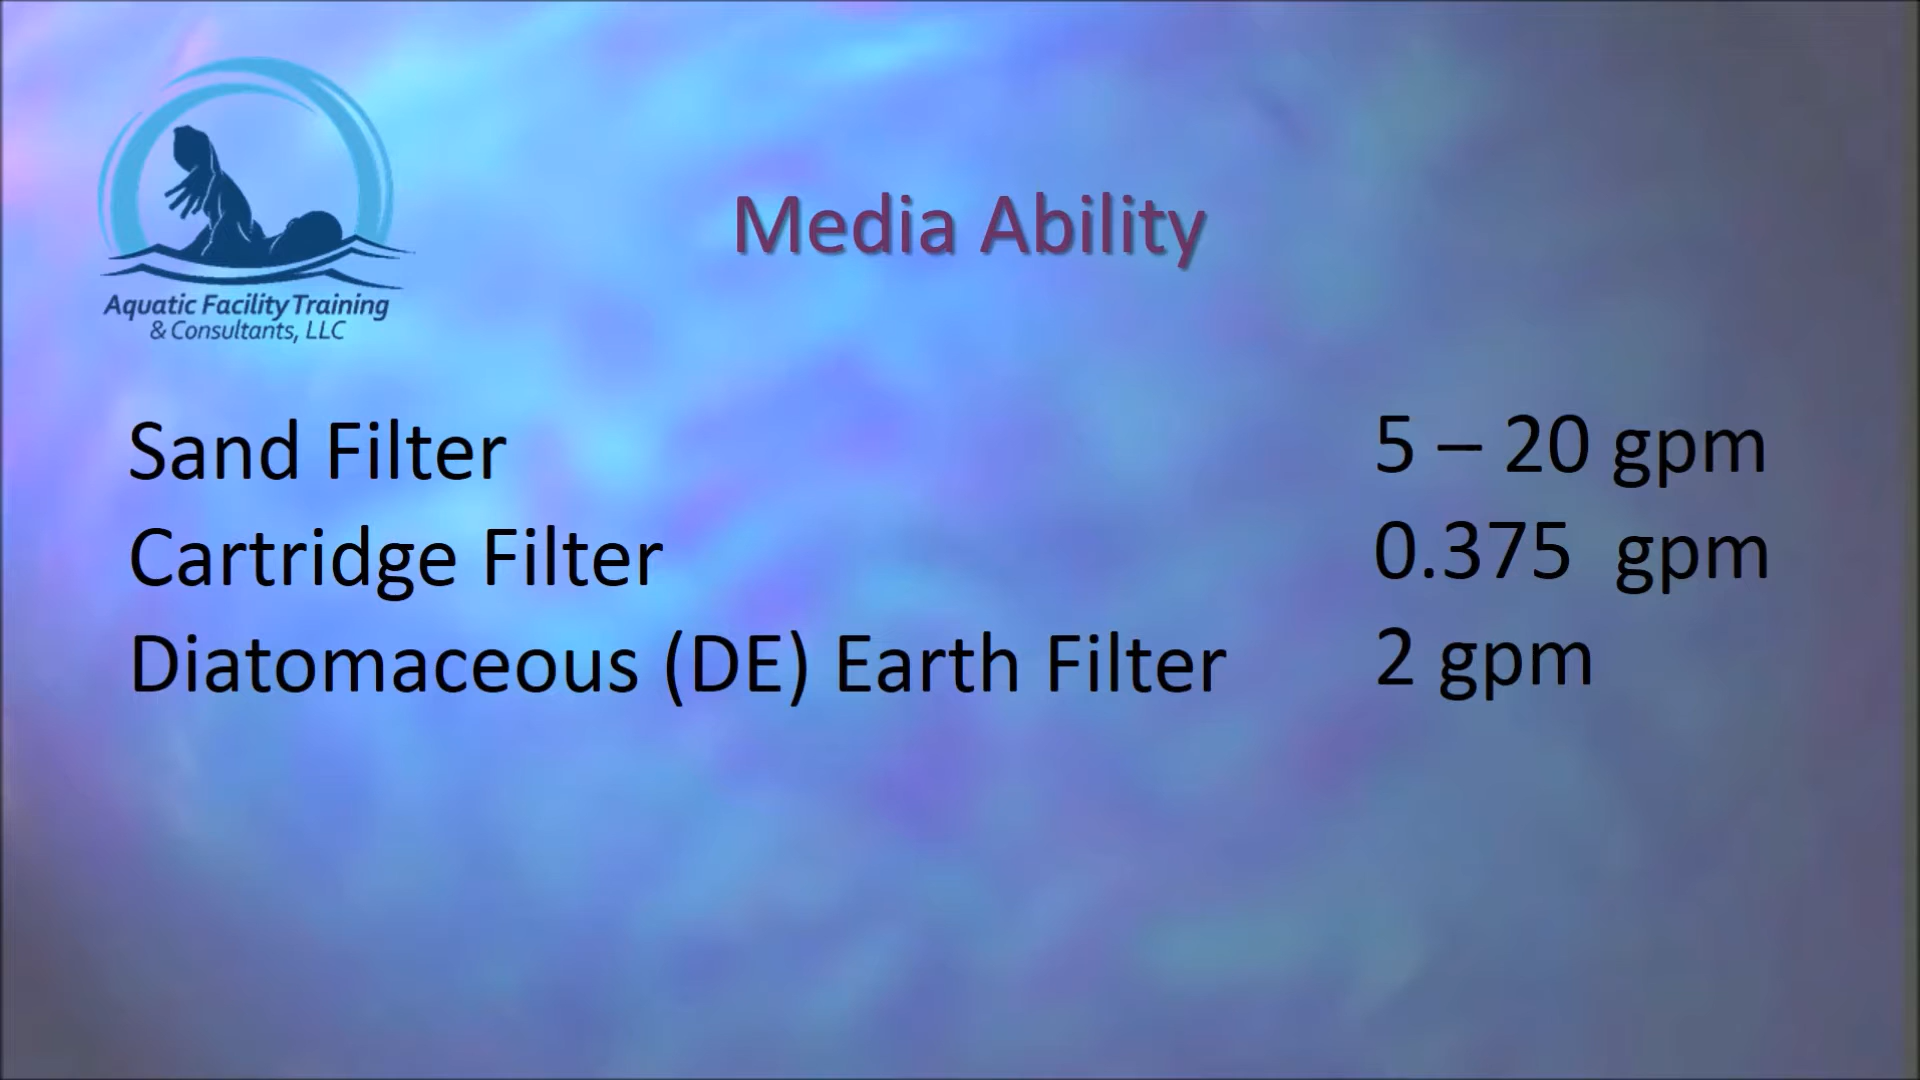 Media Ability
Aquatic Facility Training
& Consultants, LLC
Sand Filter 5 – 20 gpm
Cartridge Filter 0.375 gpm
Diatomaceous (DE) Earth Filter 2 gpm